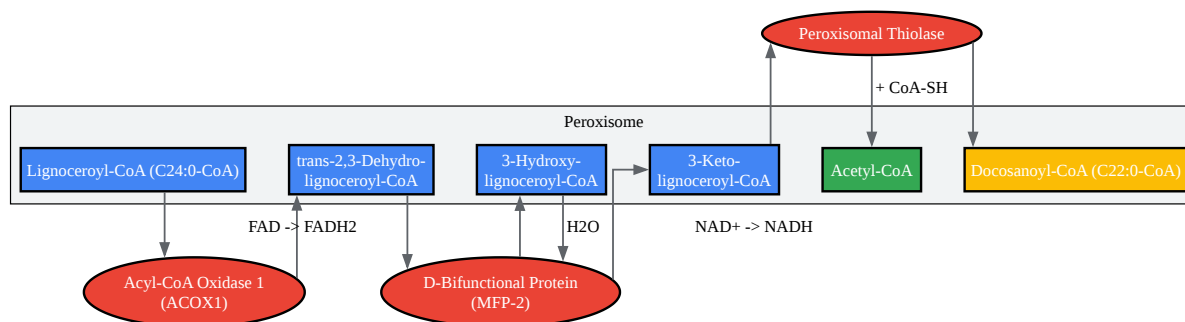 Peroxisomal Thiolase
+ CoA-SH
Peroxisome
Lignoceroyl-CoA (C24:0-CoA)
trans-2,3-Dehydro-
lignoceroyl-CoA
3-Hydroxy-
lignoceroyl-CoA
3-Keto-
lignoceroyl-CoA
Acetyl-CoA
Docosanoyl-CoA (C22:0-CoA)
FAD -> FADH2
H2O
NAD+ -> NADH
Acyl-CoA Oxidase 1
(ACOX1)
D-Bifunctional Protein
(MFP-2)